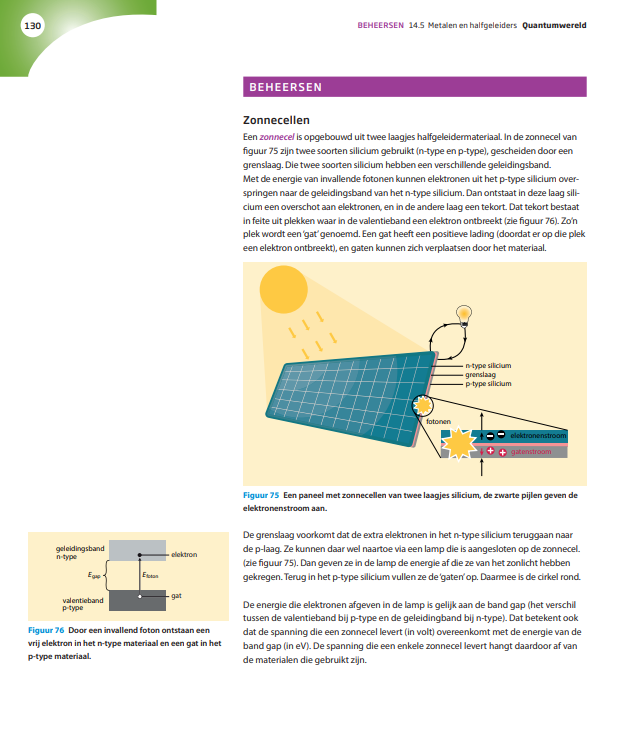 130
BEHEERSEN 14.5 Metalen en halfgeleiders Quantumwereld
BEHEERSEN
Zonnecellen
Een zonnecel is opgebouwd uit twee laagjes halfgeleidermateriaal. In de zonnecel van
figuur 75 zijn twee soorten silicium gebruikt (n-type en p-type), gescheiden door een
grenslaag. Die twee soorten silicium hebben een verschillende geleidingsband.
Met de energie van invallende fotonen kunnen elektronen uit het p-type silicium over-
springen naar de geleidingsband van het n-type silicium. Dan ontstaat in deze laag sili-
cium een overschot aan elektronen, en in de andere laag een tekort. Dat tekort bestaat
in feite uit plekken waar in de valentieband een elektron ontbreekt (zie figuur 76). Zo'n
plek wordt een 'gat' genoemd. Een gat heeft een positieve lading (doordat er op die plek
een elektron ontbreekt), en gaten kunnen zich verplaatsen door het materiaal.
n-type silicium
grenslaag
p-type silicium
fotonen
elektronenstroom
gatenstroom
Figuur 75 Een paneel met zonnecellen van twee laagjes silicium, de zwarte pijlen geven de
elektronenstroom aan.
geleidingsband
n-type
elektron
Egap
Efoton
gat
valentieband
p-type
Figuur 76 Door een invallend foton ontstaan een
vrij elektron in het n-type materiaal en een gat in het
p-type materiaal.
De grenslaag voorkomt dat de extra elektronen in het n-type silicium teruggaan naar
de p-laag. Ze kunnen daar wel naartoe via een lamp die is aangesloten op de zonnecel.
(zie figuur 75). Dan geven ze in de lamp de energie af die ze van het zonlicht hebben
gekregen. Terug in het p-type silicium vullen ze de 'gaten' op. Daarmee is de cirkel rond.
De energie die elektronen afgeven in de lamp is gelijk aan de band gap (het verschil
tussen de valentieband bij p-type en de geleidingband bij n-type). Dat betekent ook
dat de spanning die een zonnecel levert (in volt) overeenkomt met de energie van de
band gap (in eV). De spanning die een enkele zonnecel levert hangt daardoor af van
de materialen die gebruikt zijn.